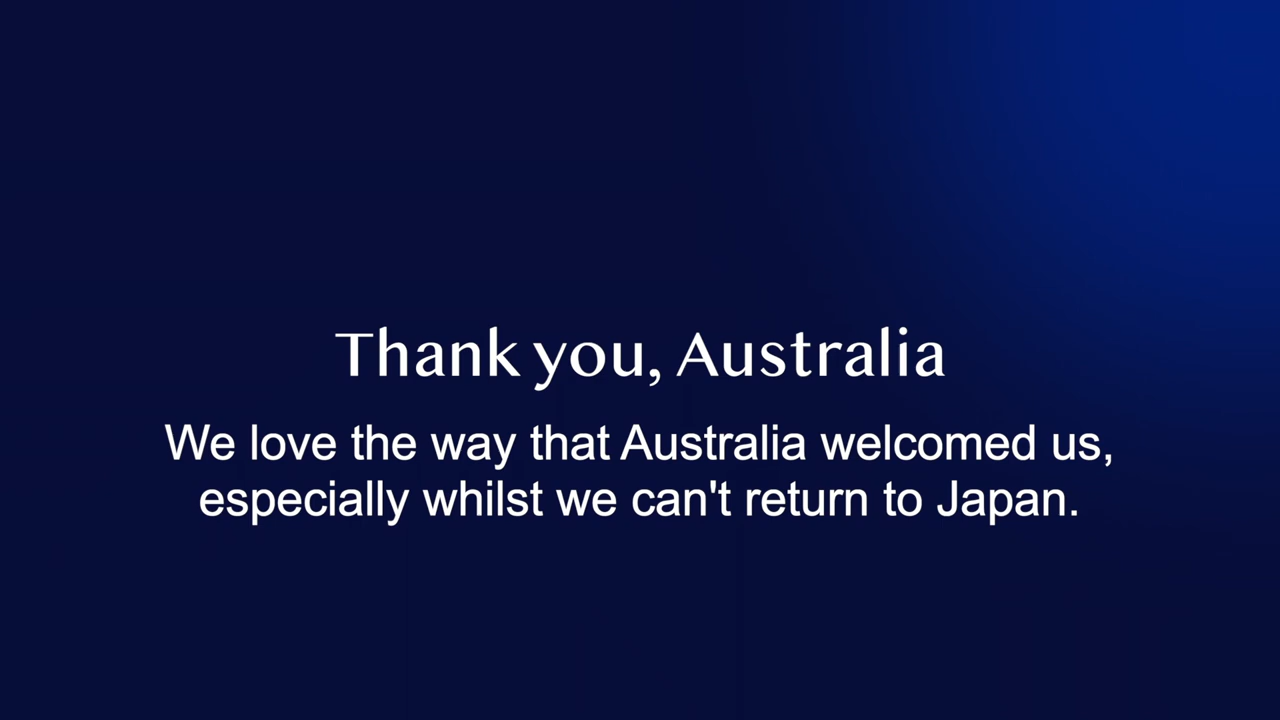 Thank you, Australia
We love the way that Australia welcomed us,
especially whilst we can't return to Japan.